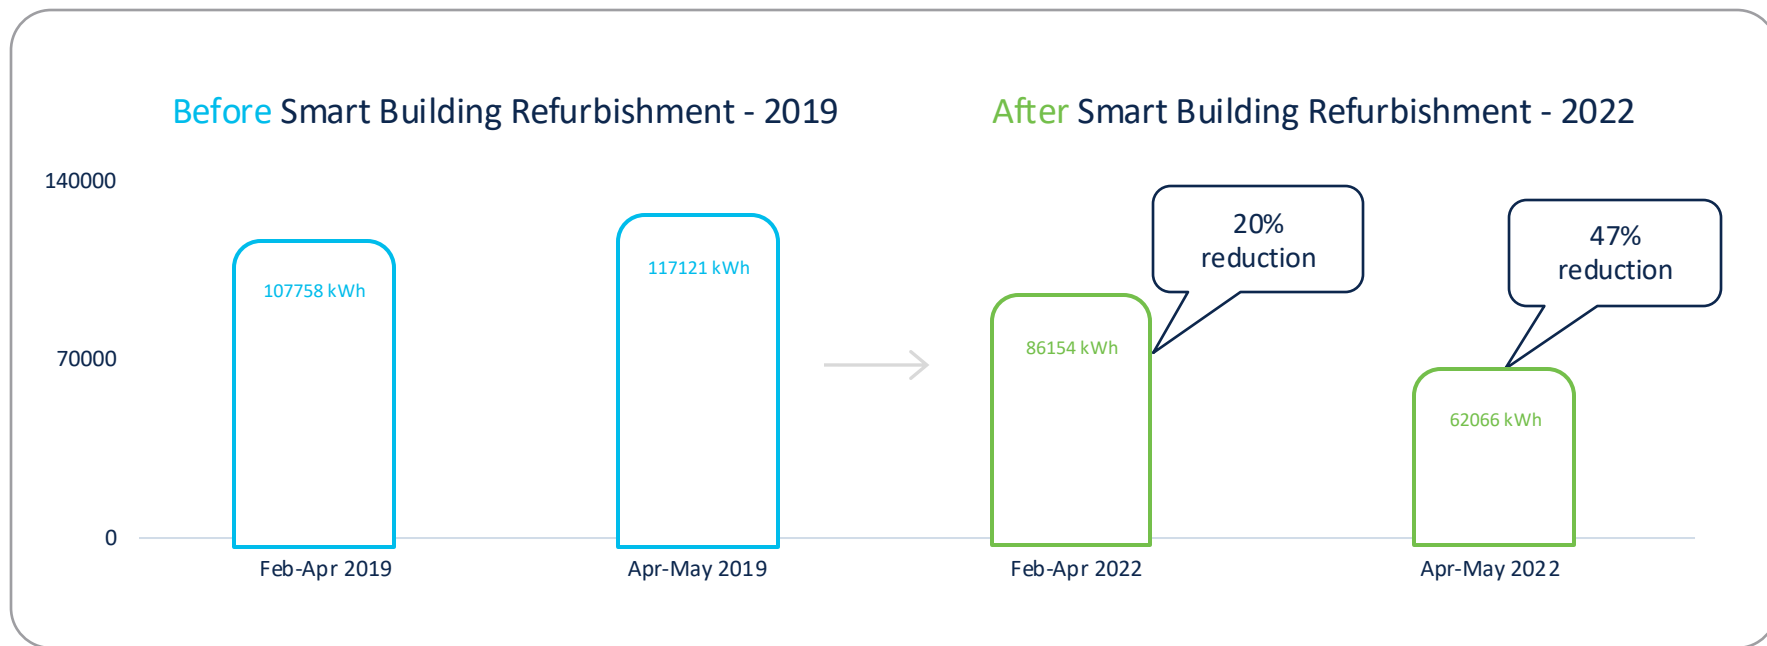 Before Smart Building Refurbishment - 2019
After Smart Building Refurbishment - 2022
140000
70000
0
107758 kWh
117121 kWh
86154 kWh
62066 kWh
20%
reduction
47%
reduction
Feb-Apr 2019
Apr-May 2019
Feb-Apr 2022
Apr-May 2022